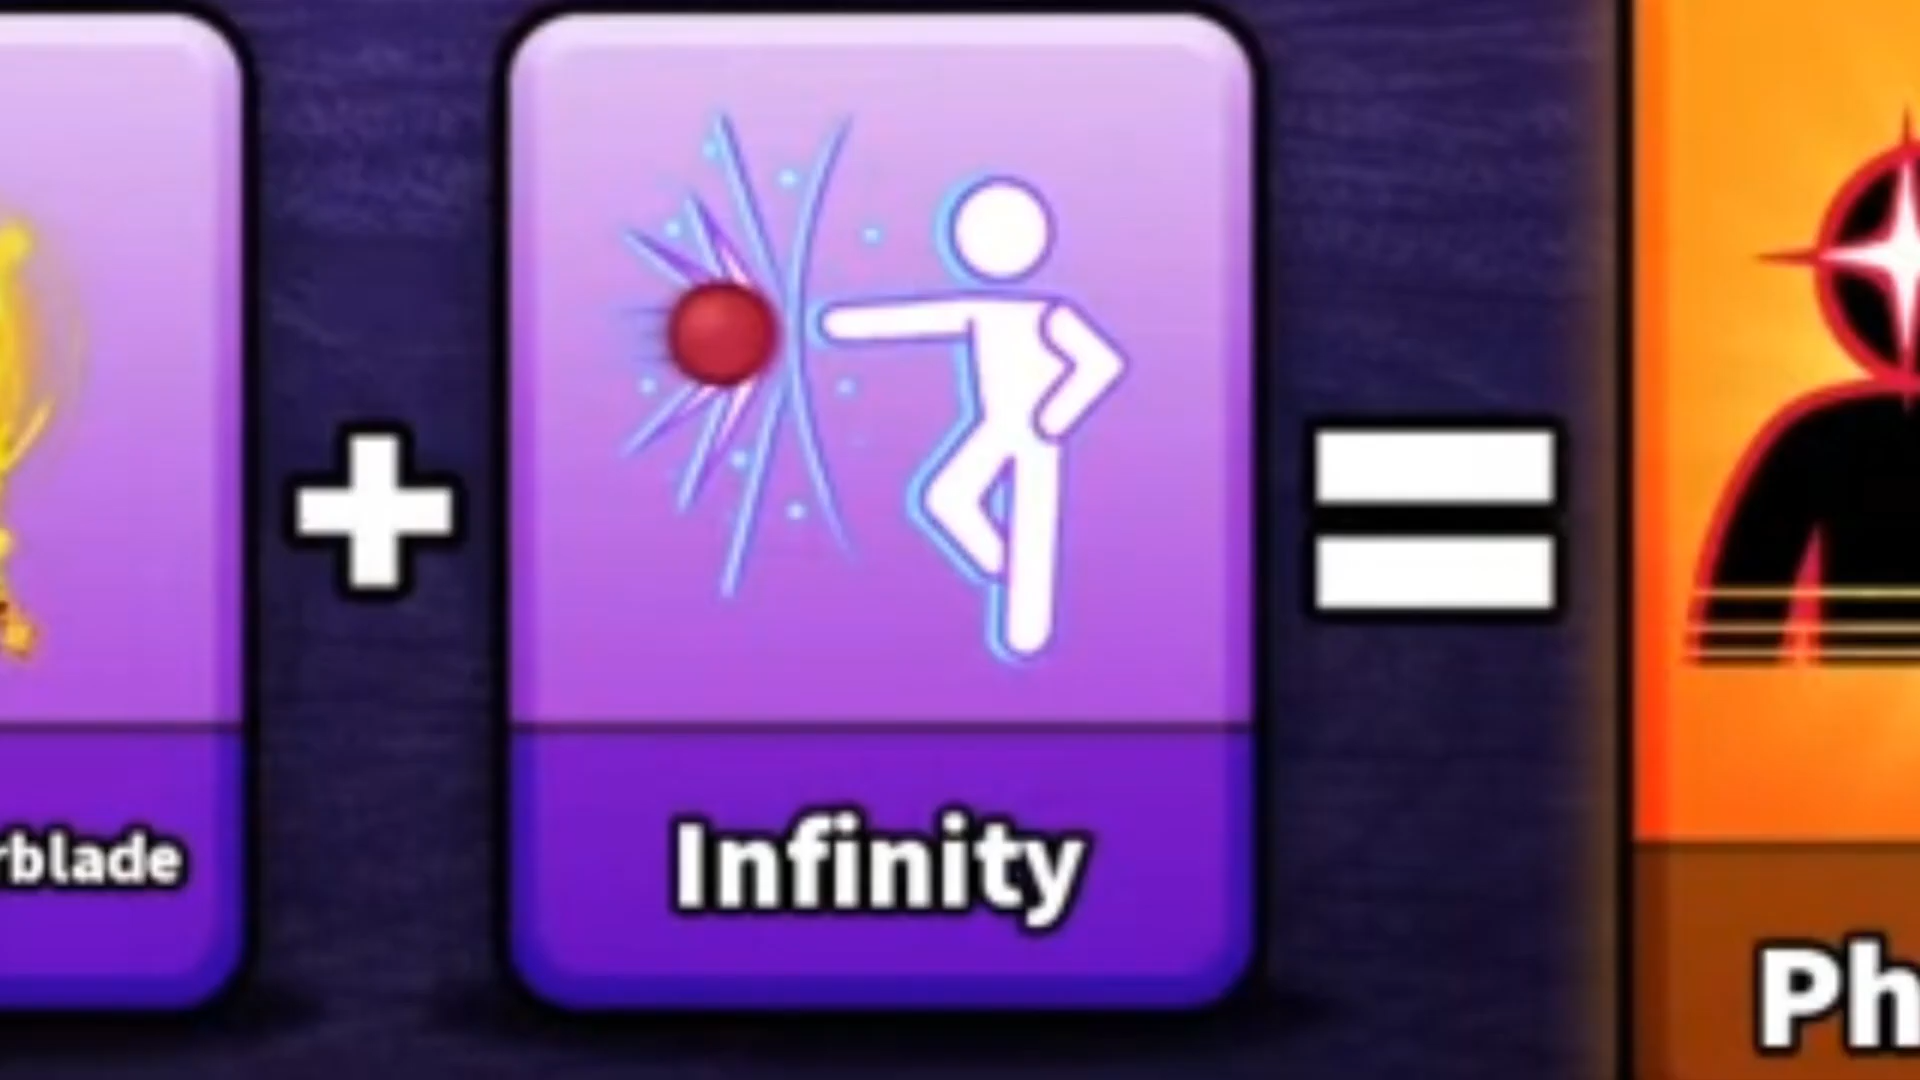 rblade
+
Infinity
=
Ph